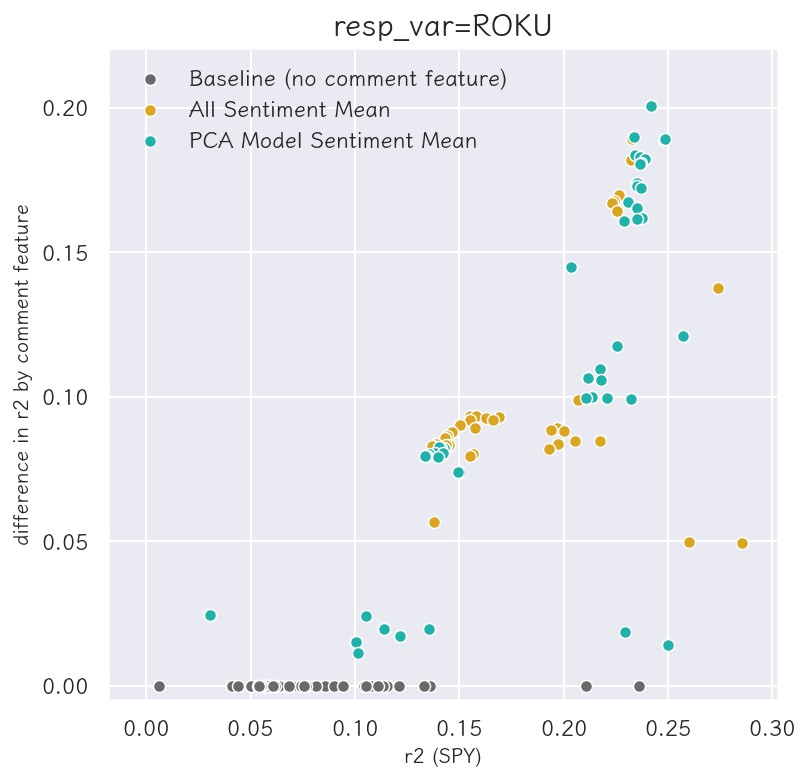 resp_var=ROKU
Baseline (no comment feature)
All Sentiment Mean
PCA Model Sentiment Mean
difference in r2 by comment feature
0.20
0.15
0.10
0.05
0.00
0.00 0.05 0.10 0.15 0.20 0.25 0.30
r2 (SPY)